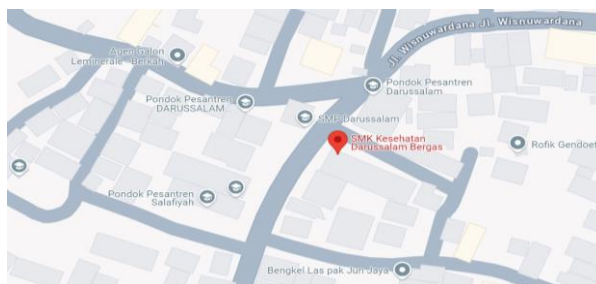 Jl. Wisnuwardana Jl. Wisnuwardana
Agen Galon
Leminerale - Berkah
Pondok Pesantren
Darussalam
Pondok Pesantren
DARUSSALAM
SMP Darussalam
SMK Kesehatan
Darussalam Bergas
Rofik Gendoet
Pondok Pesantren
Salafiyah
Bengkel Las pak Jun Jaya